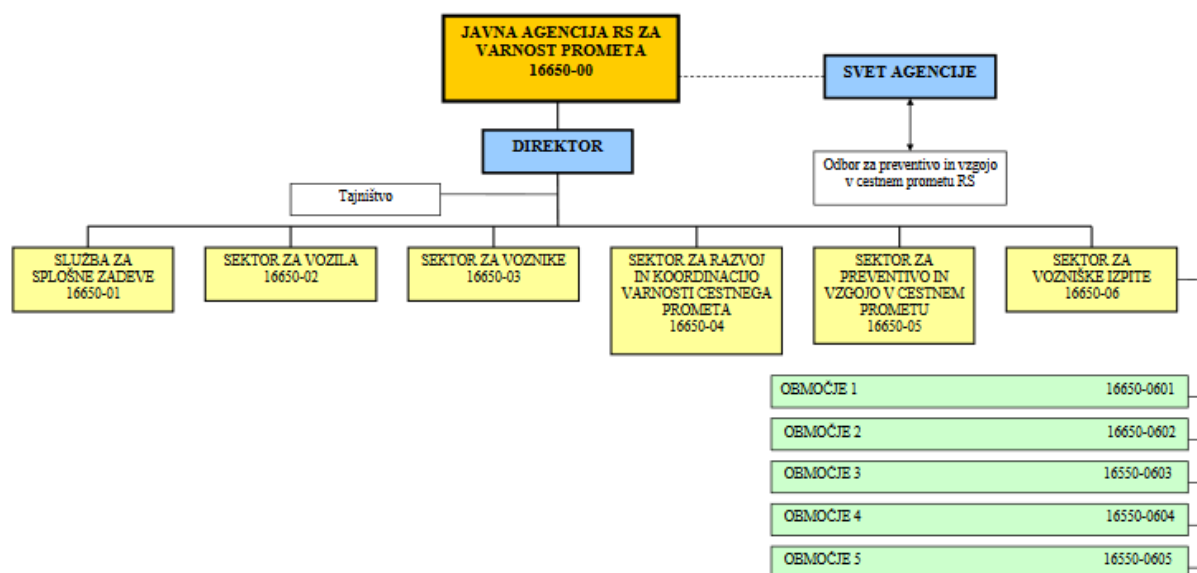 JAVNA AGENCIJA RS ZA
VARNOST PROMETA
16650-00
SVET AGENCIJE
DIREKTOR
Odbor za preventivo in vzgojo
v cestnem prometu RS
Tajništvo
SLUŽBA ZA
SPLOŠNE ZADEVE
16650-01
SEKTOR ZA VOZILA
16650-02
SEKTOR ZA VOZNIKE
16650-03
SEKTOR ZA RAZVOJ
IN KOORDINACIJO
VARNOSTI CESTNEGA
PROMETA
16650-04
SEKTOR ZA
PREVENTIVO IN
VZGOJO V CESTNEM
PROMETU
16650-05
SEKTOR ZA
VOZNIŠKE IZPITE
16650-06
OBMOČJE 1 16650-0601
OBMOČJE 2 16650-0602
OBMOČJE 3 16550-0603
OBMOČJE 4 16550-0604
OBMOČJE 5 16550-0605